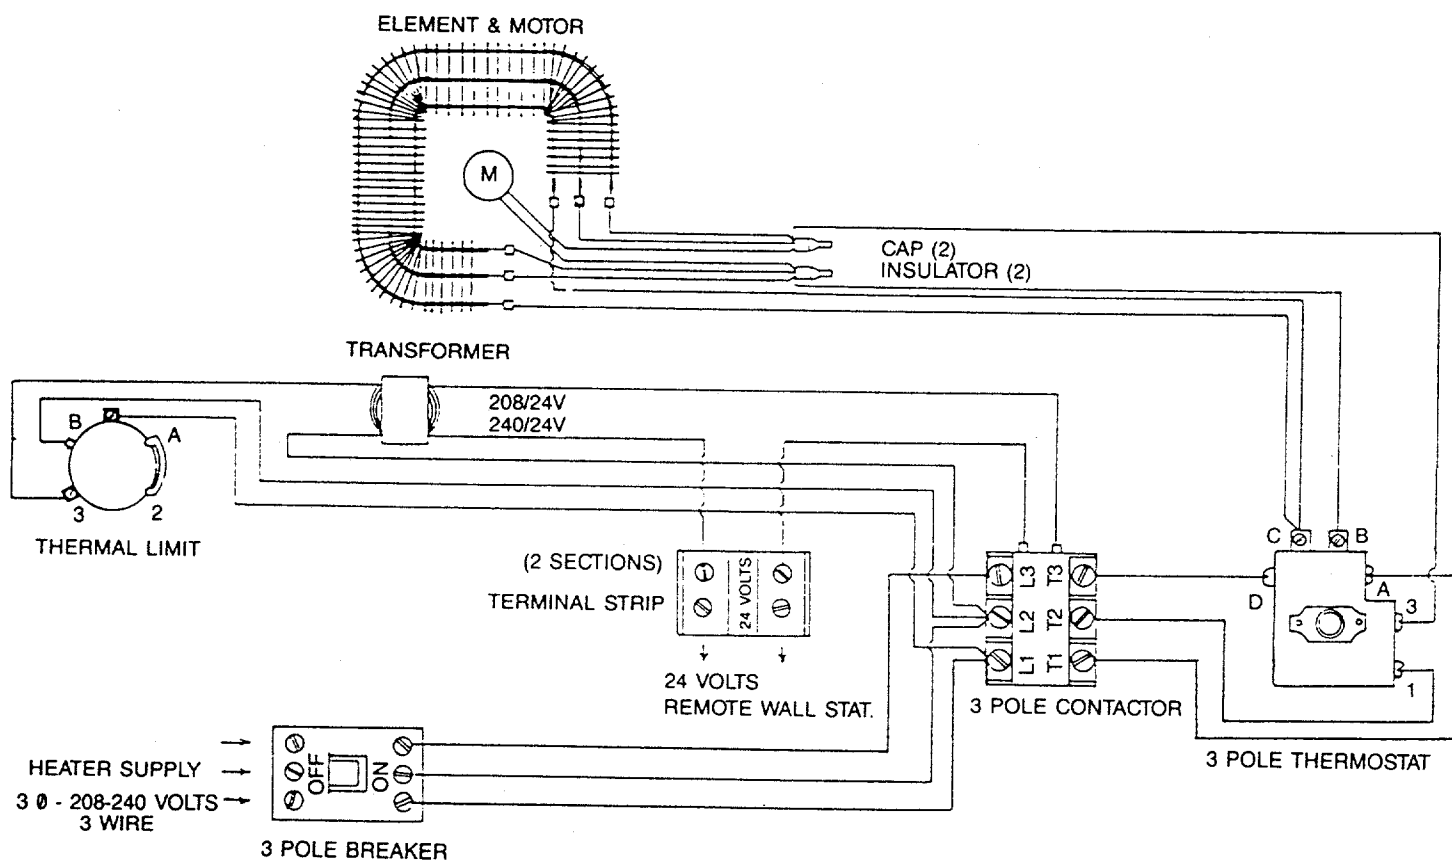 ELEMENT & MOTOR
M
CAP (2)
INSULATOR (2)
TRANSFORMER
208/24V
240/24V
B
A
3
2
THERMAL LIMIT
(2 SECTIONS)
TERMINAL STRIP
24 VOLTS
24 VOLTS
REMOTE WALL STAT.
L3
T3
L2
T2
L1
T1
3 POLE CONTACTOR
C
B
D
A
3
1
3 POLE THERMOSTAT
HEATER SUPPLY
3 Ø - 208-240 VOLTS
3 WIRE
OFF
ON
3 POLE BREAKER